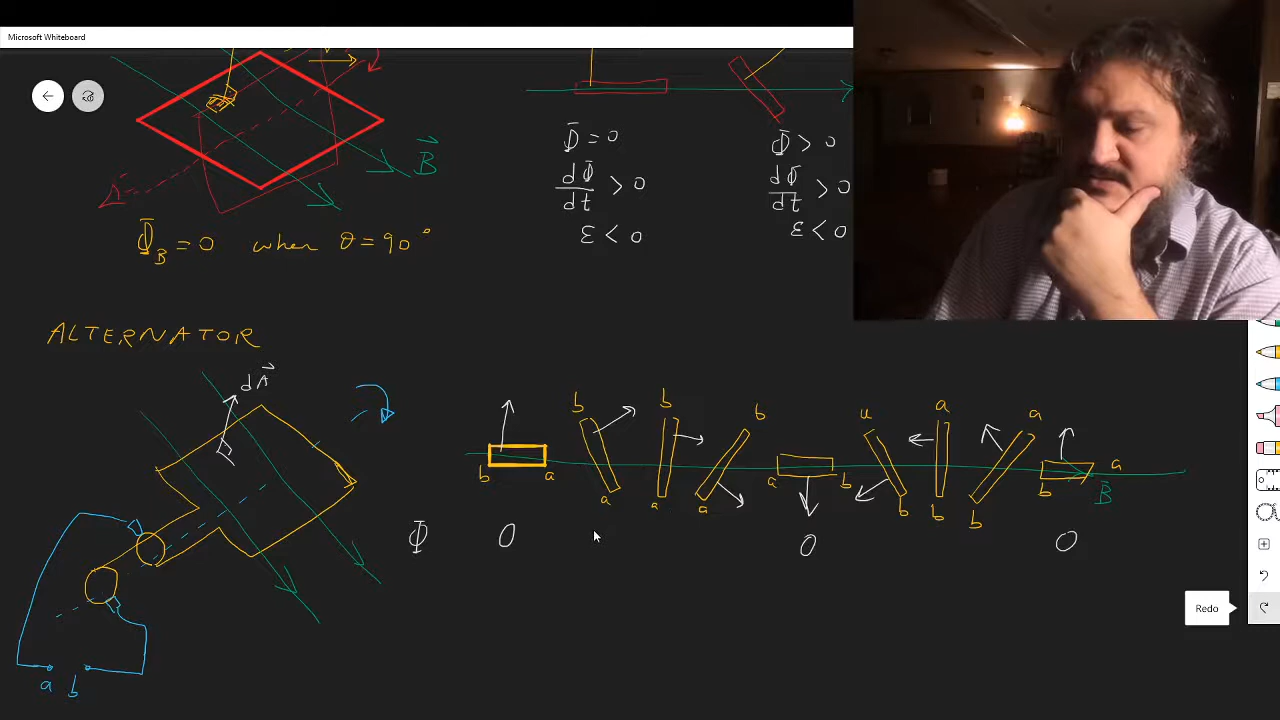 Microsoft Whiteboard
B
Φ_B = 0 when θ = 90°
Φ = 0
dΦ/dt > 0
ε < 0
Φ > 0
dΦ/dt > 0
ε < 0
ALTERNATOR
dA
a b
b b b u a a
b a a a a b b b b b a
B
Φ 0 0 0
Redo